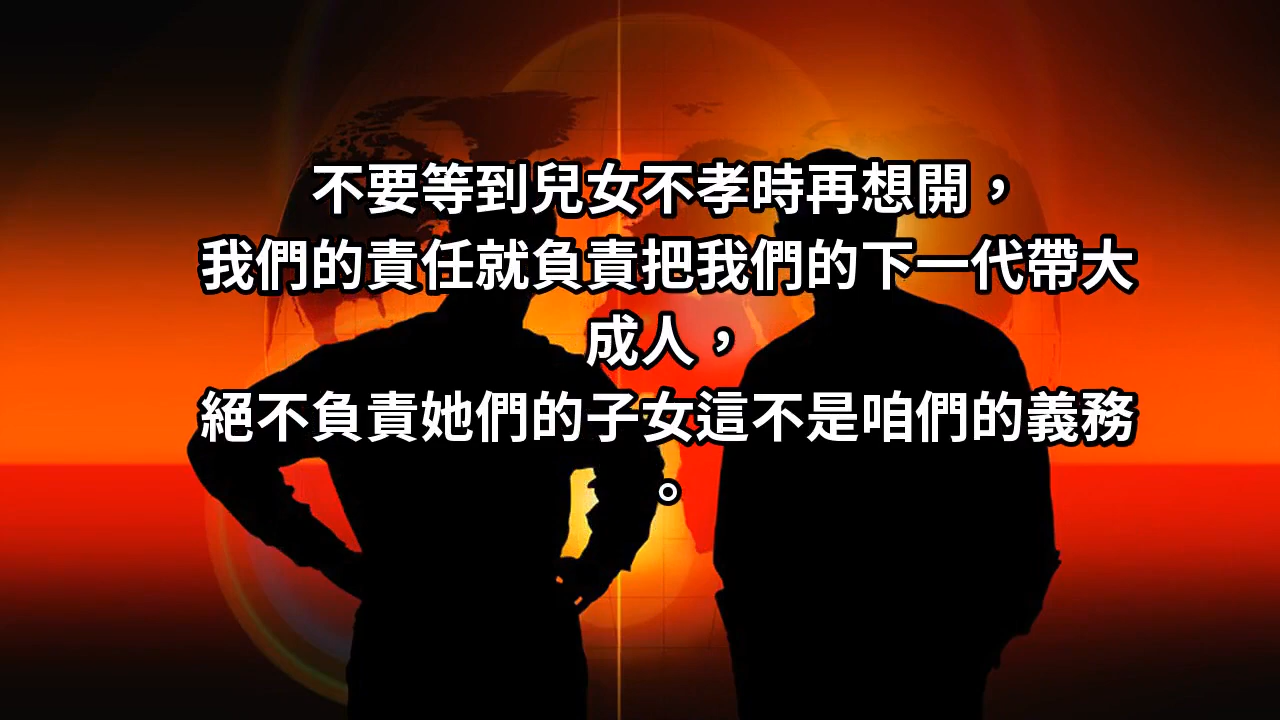 不要等到兒女不孝時再想開，
我們的責任就負責把我們的下一代帶大
成人，
絕不負責她們的子女這不是咱們的義務
。